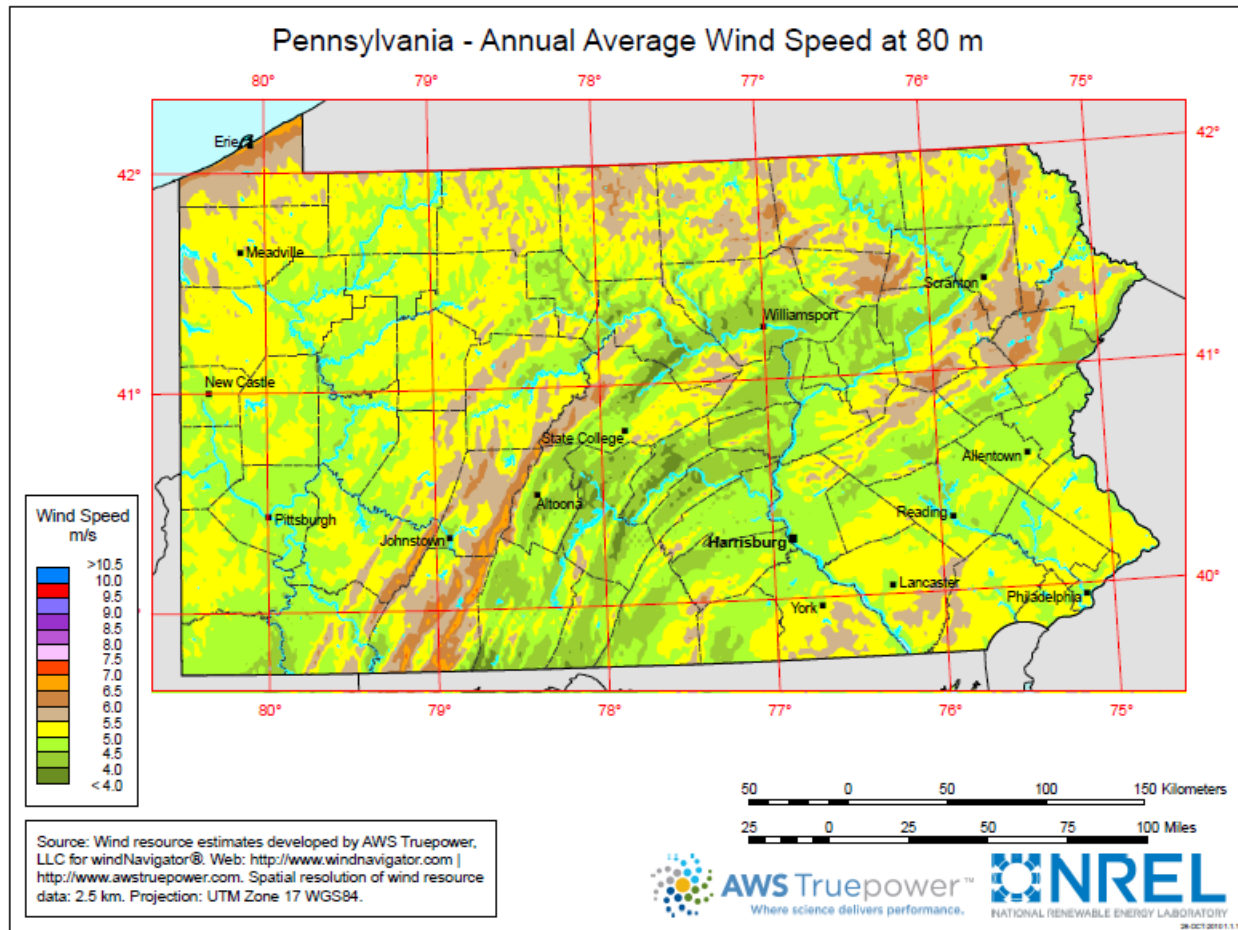 Pennsylvania - Annual Average Wind Speed at 80 m
80° 79° 78° 77° 76° 75°
42°
Erie
42°
Meadville
Scranton
Williamsport
41°
New Castle
41°
State College
Allentown
Altoona
Reading
Pittsburgh
Johnstown
Harrisburg
40°
Lancaster
Philadelphia
York
80° 79° 78° 77° 76° 75°
Wind Speed
m/s
>10.5
10.0
9.5
9.0
8.5
8.0
7.5
7.0
6.5
6.0
5.5
5.0
4.5
4.0
< 4.0
50 0 50 100 150 Kilometers
25 0 25 50 75 100 Miles
Source: Wind resource estimates developed by AWS Truepower,
LLC for windNavigator®. Web: http://www.windnavigator.com |
http://www.awstruepower.com. Spatial resolution of wind resource
data: 2.5 km. Projection: UTM Zone 17 WGS84.
AWS Truepower™
Where science delivers performance.
NREL
NATIONAL RENEWABLE ENERGY LABORATORY